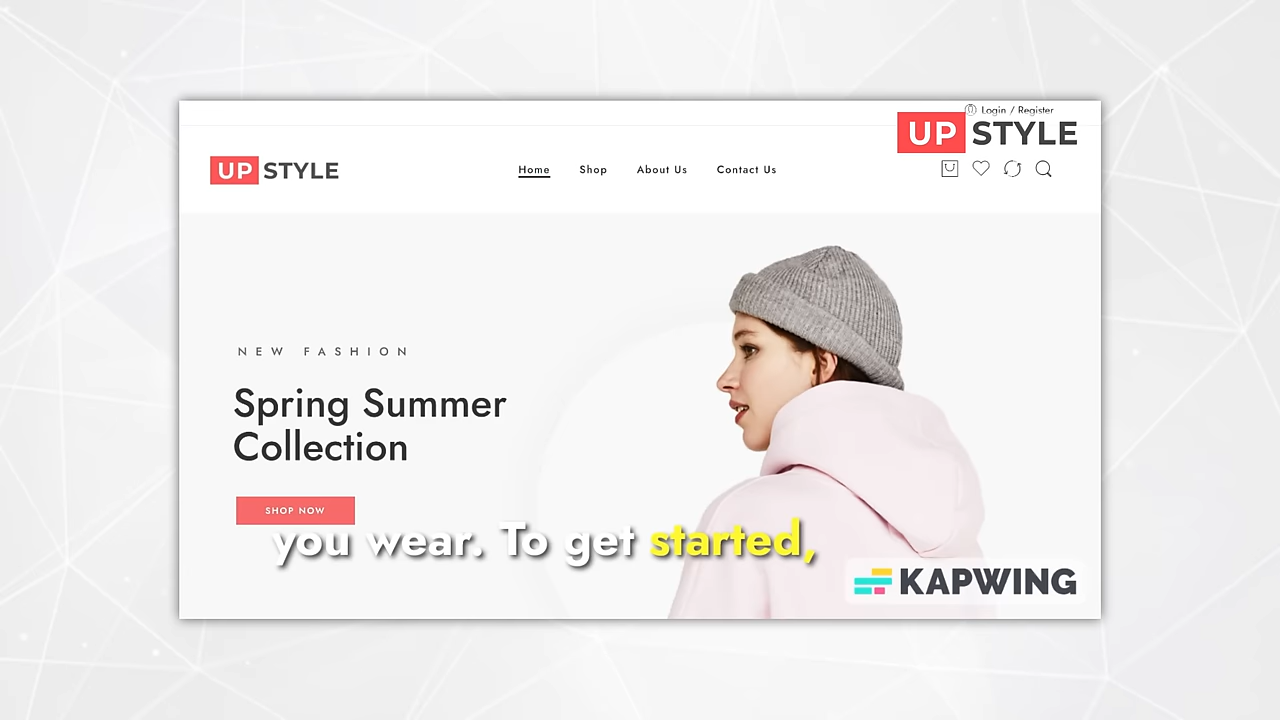 Login / Register
UP STYLE
UP STYLE
Home Shop About Us Contact Us
NEW FASHION
Spring Summer
Collection
SHOP NOW
you wear. To get started,
KAPWING